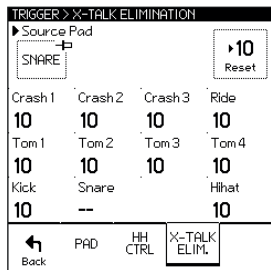 TRIGGER > X-TALK ELIMINATION
▶Source Pad
SNARE
▸10
Reset
Crash 1 Crash 2 Crash 3 Ride
10 10 10 10
Tom 1 Tom 2 Tom 3 Tom 4
10 10 10 10
Kick Snare Hihat
10 -- 10
Back PAD HH CTRL X-TALK ELIM.